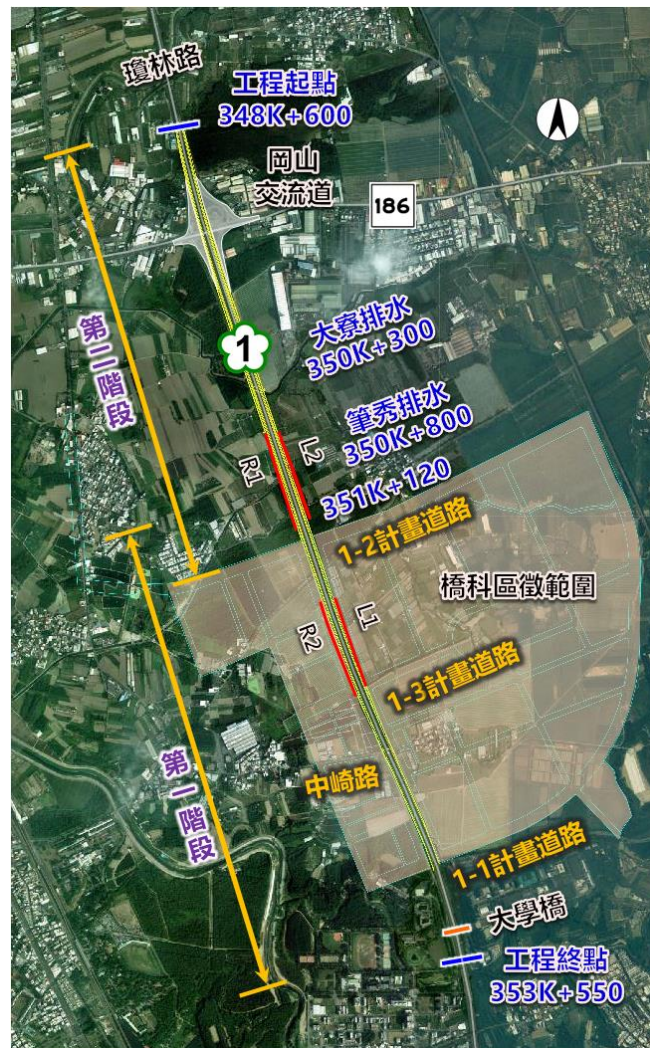 瓊林路
工程起點
348K+600
岡山
交流道
186
1
大寮排水
350K+300
第二階段
筆秀排水
350K+800
L2
R1
351K+120
1-2計畫道路
橋科區徵範圍
L1
R2
1-3計畫道路
第一階段
中崎路
1-1計畫道路
大學橋
工程終點
353K+550